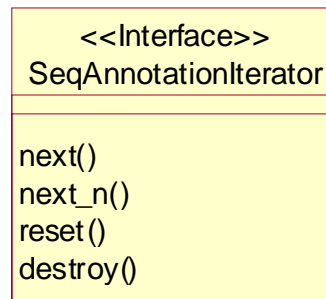 <<Interface>>
SeqAnnotationIterator
next()
next_n()
reset()
destroy()